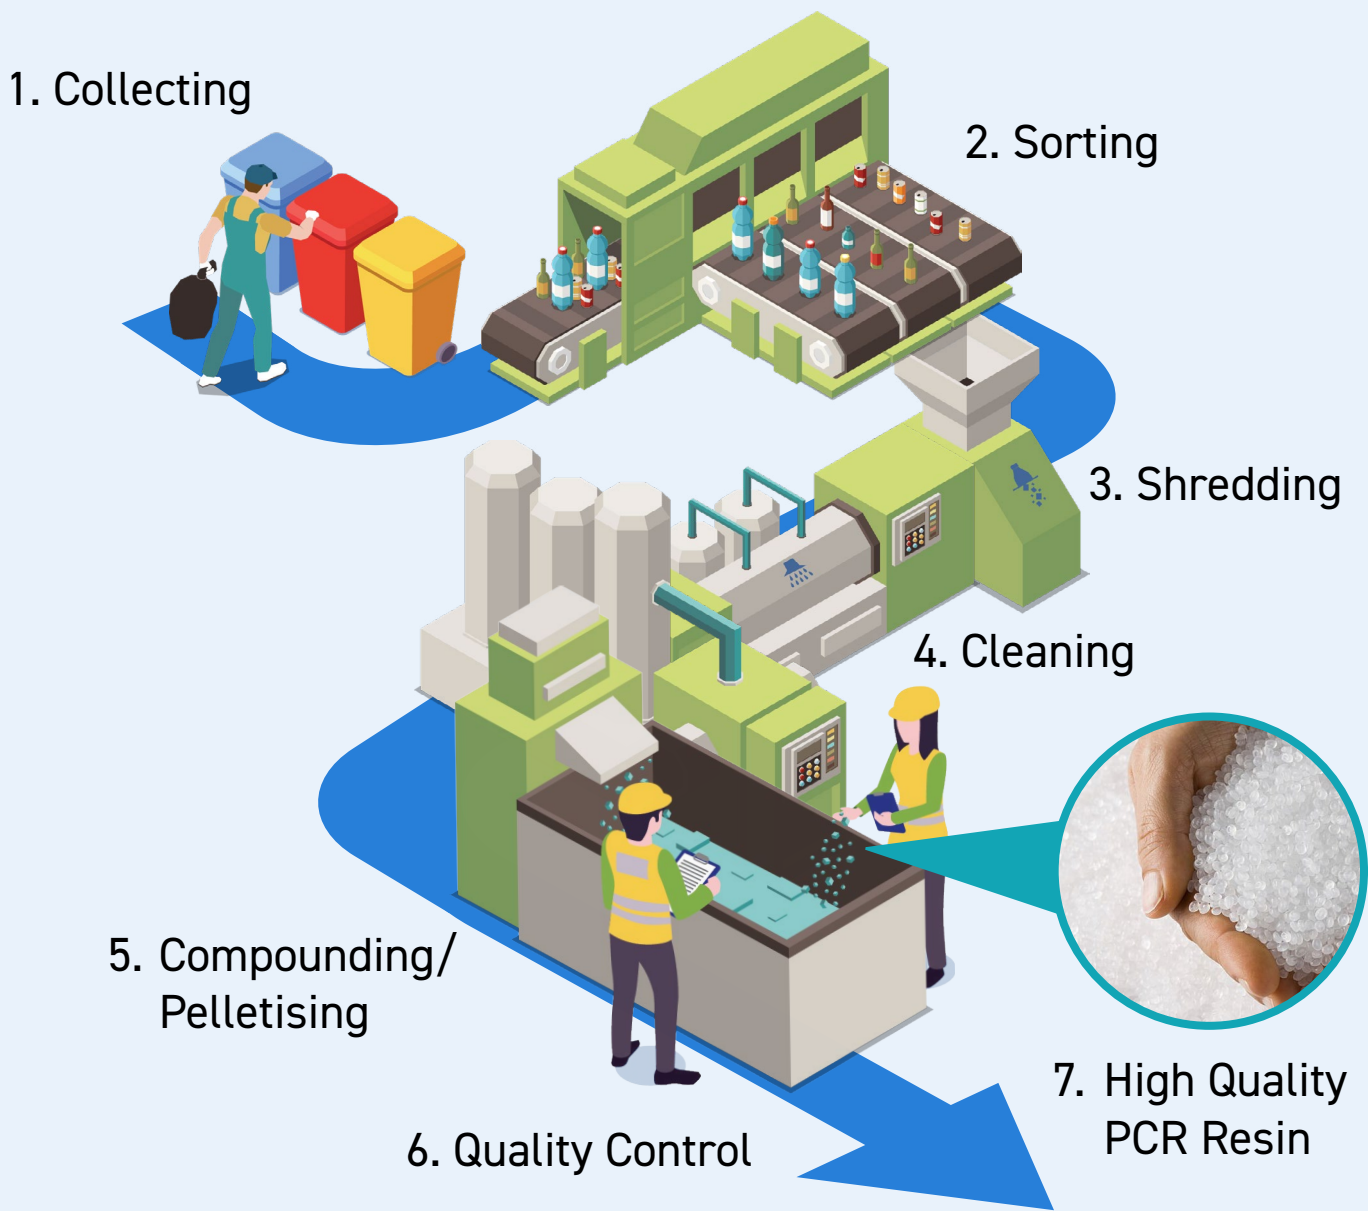 1. Collecting
2. Sorting
3. Shredding
4. Cleaning
5. Compounding/
Pelletising
6. Quality Control
7. High Quality
PCR Resin